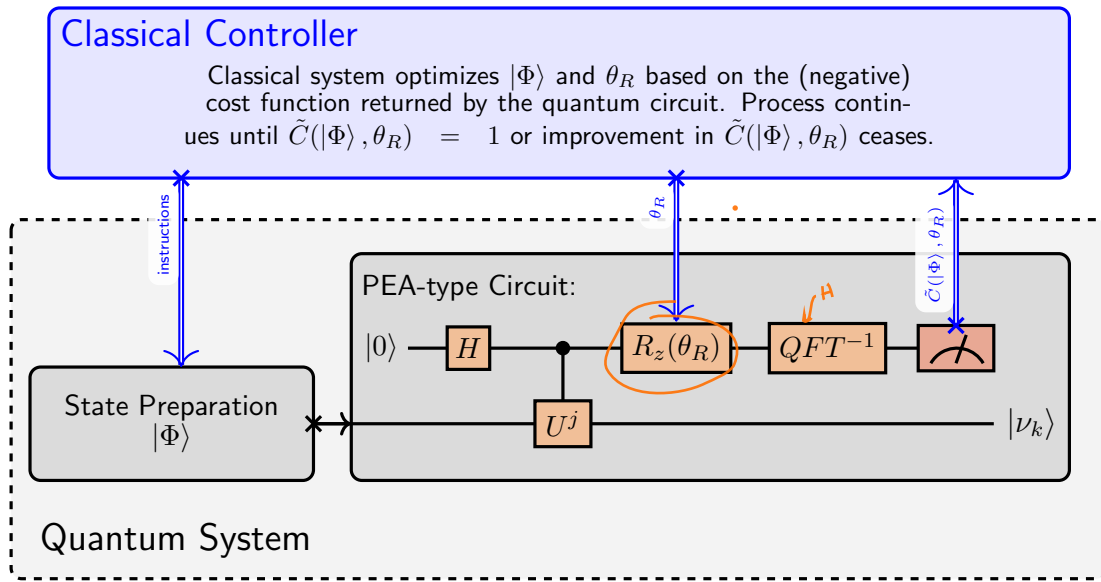 Classical Controller
Classical system optimizes |Φ⟩ and θ_R based on the (negative)
cost function returned by the quantum circuit. Process contin-
ues until C̃(|Φ⟩, θ_R) = 1 or improvement in C̃(|Φ⟩, θ_R) ceases.
instructions
θ_R
C̃(|Φ⟩, θ_R)
PEA-type Circuit:
H
|0⟩ H R_z(θ_R) QFT⁻¹
State Preparation
|Φ⟩
U^j |ν_k⟩
Quantum System